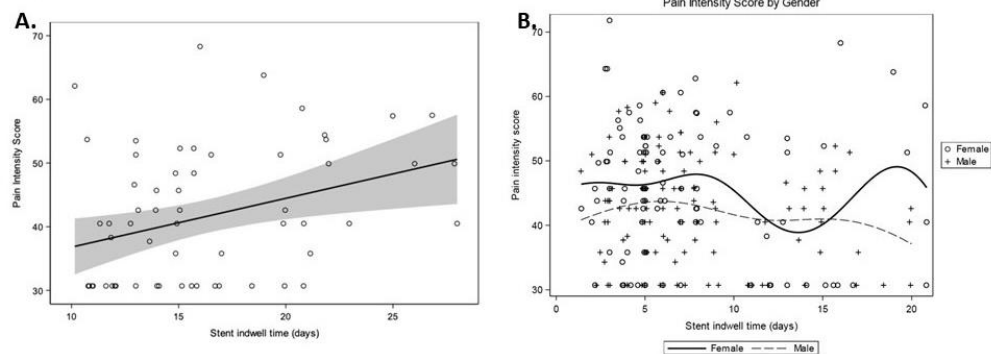 A.
70
60
50
40
30
Pain Intensity Score
10
15
20
25
Stent indwell time (days)
B.
Pain Intensity Score by Gender
70
60
50
40
30
Pain intensity score
0
5
10
15
20
Stent indwell time (days)
Female
Male
Female
Male